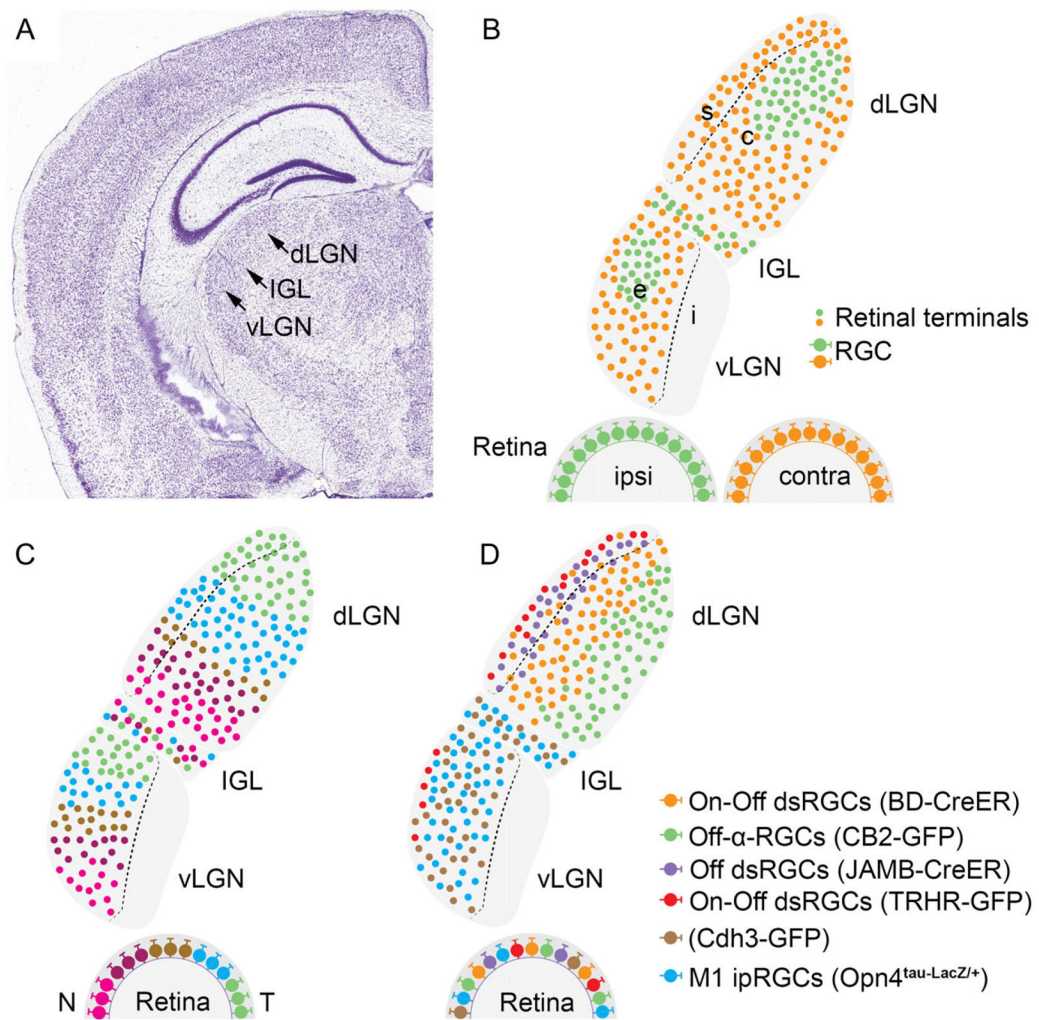 A
dLGN
IGL
vLGN
B
s
c
dLGN
IGL
e
i
vLGN
Retinal terminals
RGC
Retina
ipsi
contra
C
dLGN
IGL
vLGN
N
Retina
T
D
dLGN
IGL
vLGN
Retina
On-Off dsRGCs (BD-CreER)
Off-α-RGCs (CB2-GFP)
Off dsRGCs (JAMB-CreER)
On-Off dsRGCs (TRHR-GFP)
(Cdh3-GFP)
M1 ipRGCs (Opn4tau-LacZ/+)